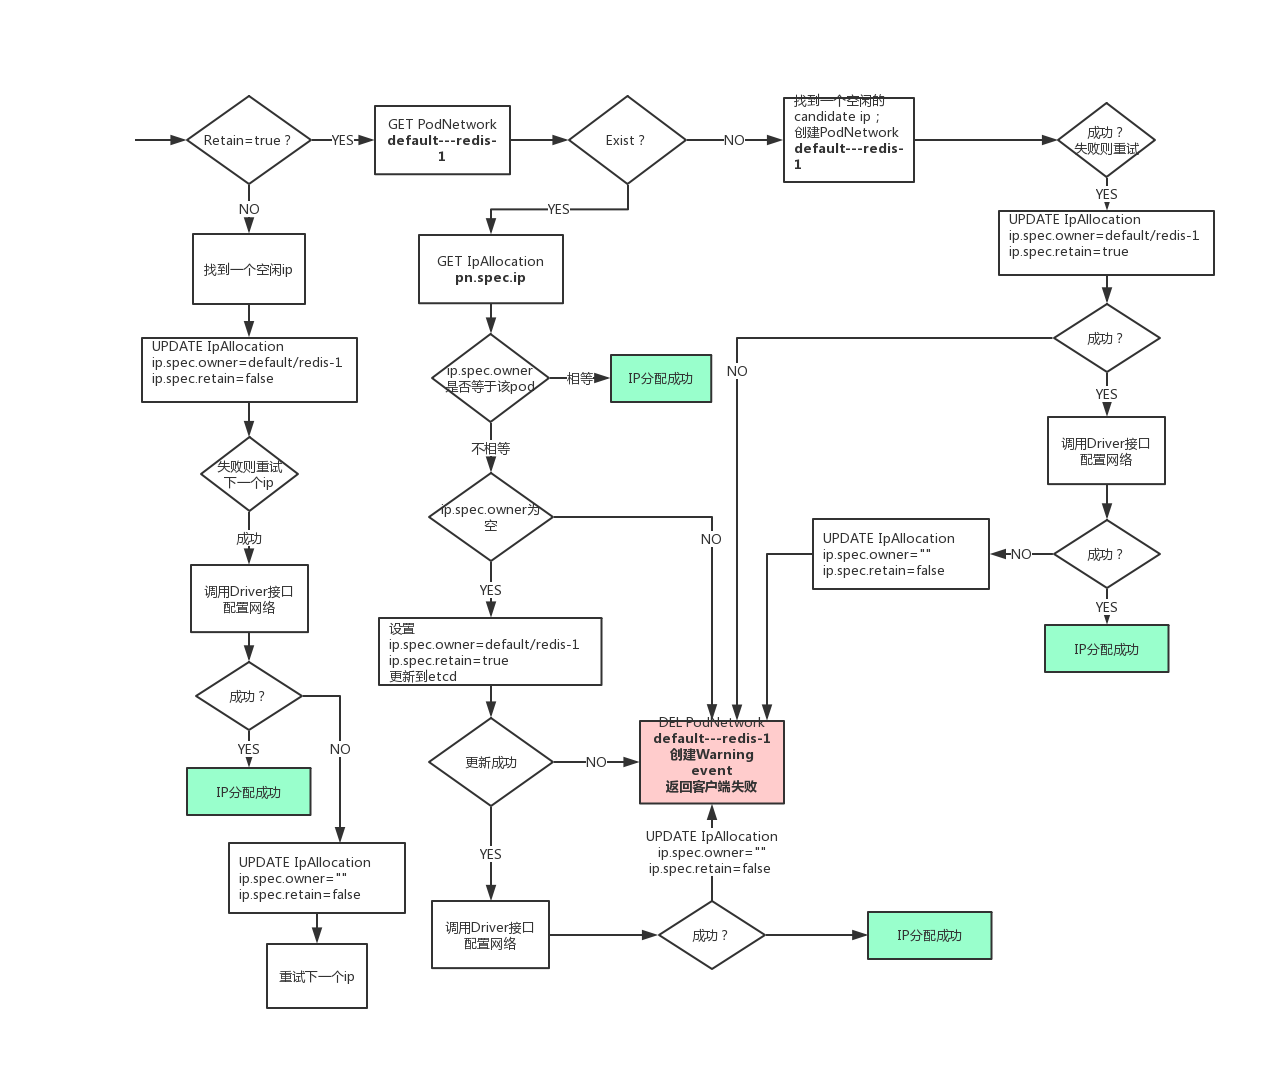 Retain=true ?
YES
GET PodNetwork
default---redis-
1
Exist ?
NO
找到一个空闲的
candidate ip ;
创建PodNetwork
default---redis-
1
成功 ?
失败则重试
YES
UPDATE IpAllocation
ip.spec.owner=default/redis-1
ip.spec.retain=true
成功 ?
NO
YES
调用Driver接口
配置网络
成功 ?
NO
UPDATE IpAllocation
ip.spec.owner=""
ip.spec.retain=false
YES
IP分配成功
YES
GET IpAllocation
pn.spec.ip
ip.spec.owner
是否等于该pod
相等
IP分配成功
不相等
ip.spec.owner为
空
NO
YES
设置
ip.spec.owner=default/redis-1
ip.spec.retain=true
更新到etcd
更新成功
NO
DEL PodNetwork
default---redis-1
创建Warning
event
返回客户端失败
YES
调用Driver接口
配置网络
成功 ?
UPDATE IpAllocation
ip.spec.owner=""
ip.spec.retain=false
IP分配成功
NO
找到一个空闲ip
UPDATE IpAllocation
ip.spec.owner=default/redis-1
ip.spec.retain=false
失败则重试
下一个ip
成功
调用Driver接口
配置网络
成功 ?
YES
IP分配成功
NO
UPDATE IpAllocation
ip.spec.owner=""
ip.spec.retain=false
重试下一个ip